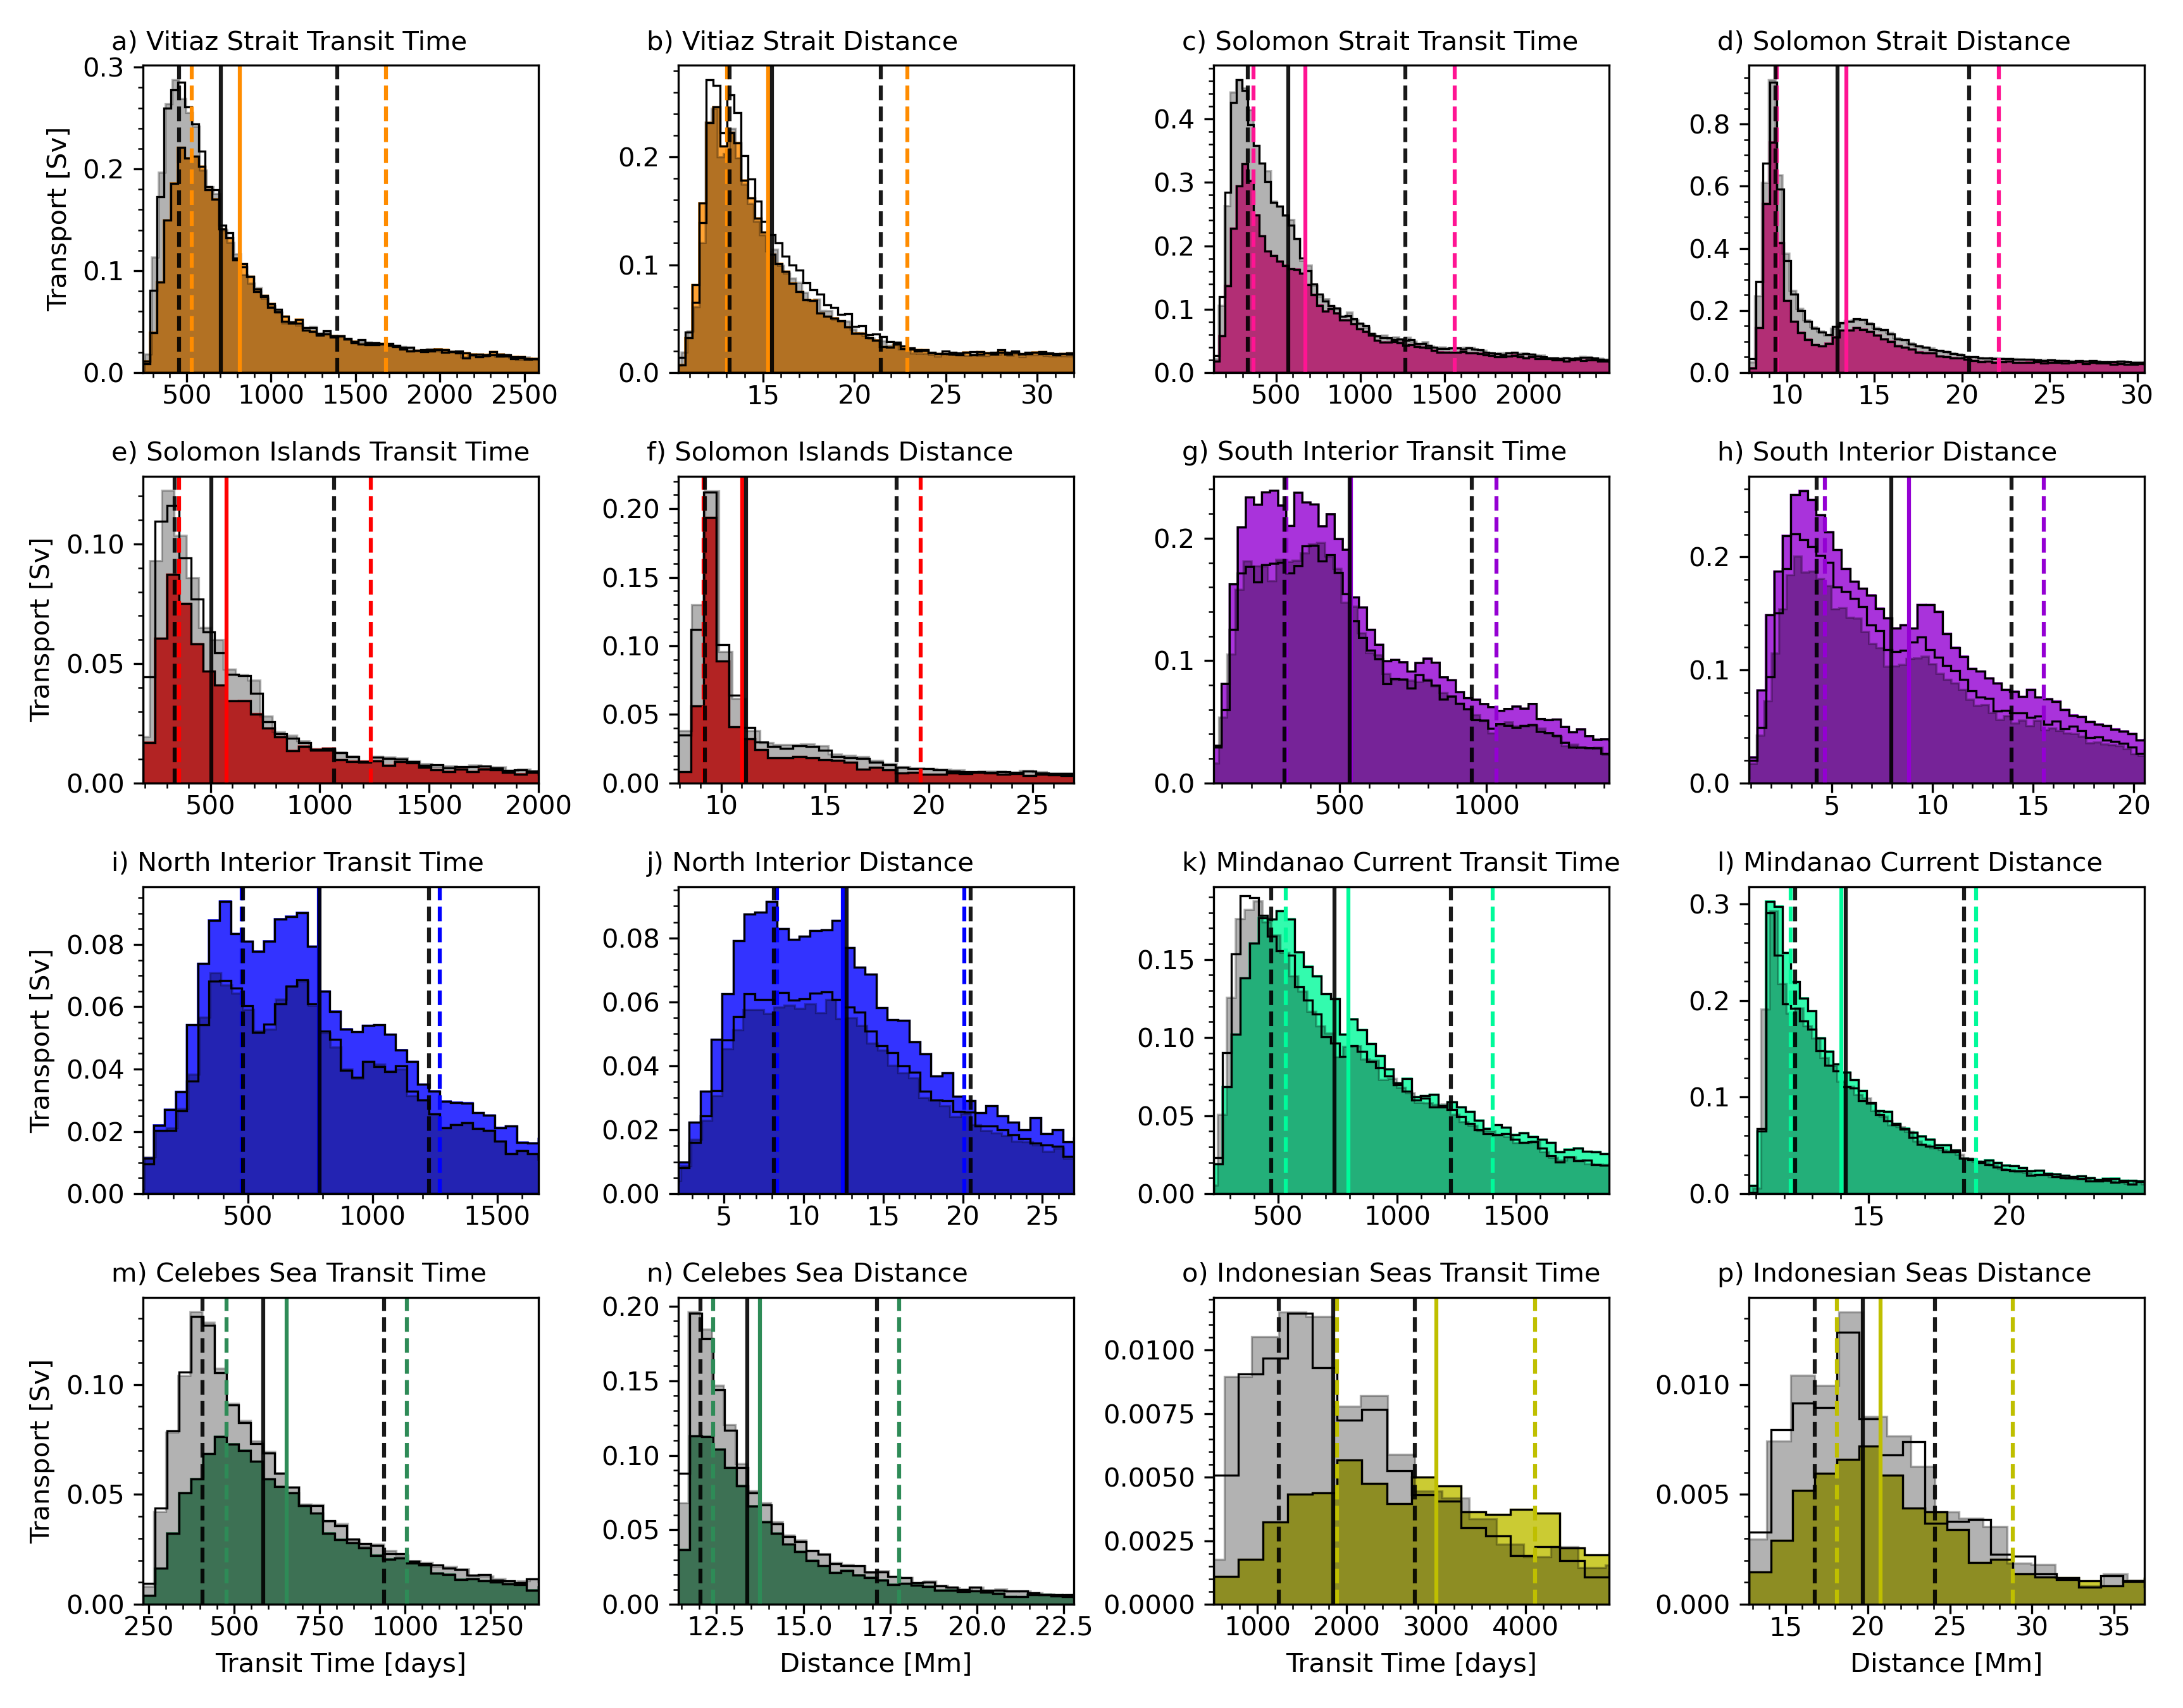 a) Vitiaz Strait Transit Time
b) Vitiaz Strait Distance
c) Solomon Strait Transit Time
d) Solomon Strait Distance
Transport [Sv]
0.3
0.2
0.1
0.0
500 1000 1500 2000 2500
0.2
0.1
0.0
15 20 25 30
0.4
0.3
0.2
0.1
0.0
500 1000 1500 2000
0.8
0.6
0.4
0.2
0.0
10 15 20 25 30
e) Solomon Islands Transit Time
f) Solomon Islands Distance
g) South Interior Transit Time
h) South Interior Distance
Transport [Sv]
0.10
0.05
0.00
500 1000 1500 2000
0.20
0.15
0.10
0.05
0.00
10 15 20 25
0.2
0.1
0.0
500 1000
0.2
0.1
0.0
5 10 15 20
i) North Interior Transit Time
j) North Interior Distance
k) Mindanao Current Transit Time
l) Mindanao Current Distance
Transport [Sv]
0.08
0.06
0.04
0.02
0.00
500 1000 1500
0.08
0.06
0.04
0.02
0.00
5 10 15 20 25
0.15
0.10
0.05
0.00
500 1000 1500
0.3
0.2
0.1
0.0
15 20
m) Celebes Sea Transit Time
n) Celebes Sea Distance
o) Indonesian Seas Transit Time
p) Indonesian Seas Distance
Transport [Sv]
0.10
0.05
0.00
250 500 750 1000 1250
Transit Time [days]
0.20
0.15
0.10
0.05
0.00
12.5 15.0 17.5 20.0 22.5
Distance [Mm]
0.0100
0.0075
0.0050
0.0025
0.0000
1000 2000 3000 4000
Transit Time [days]
0.010
0.005
0.000
15 20 25 30 35
Distance [Mm]